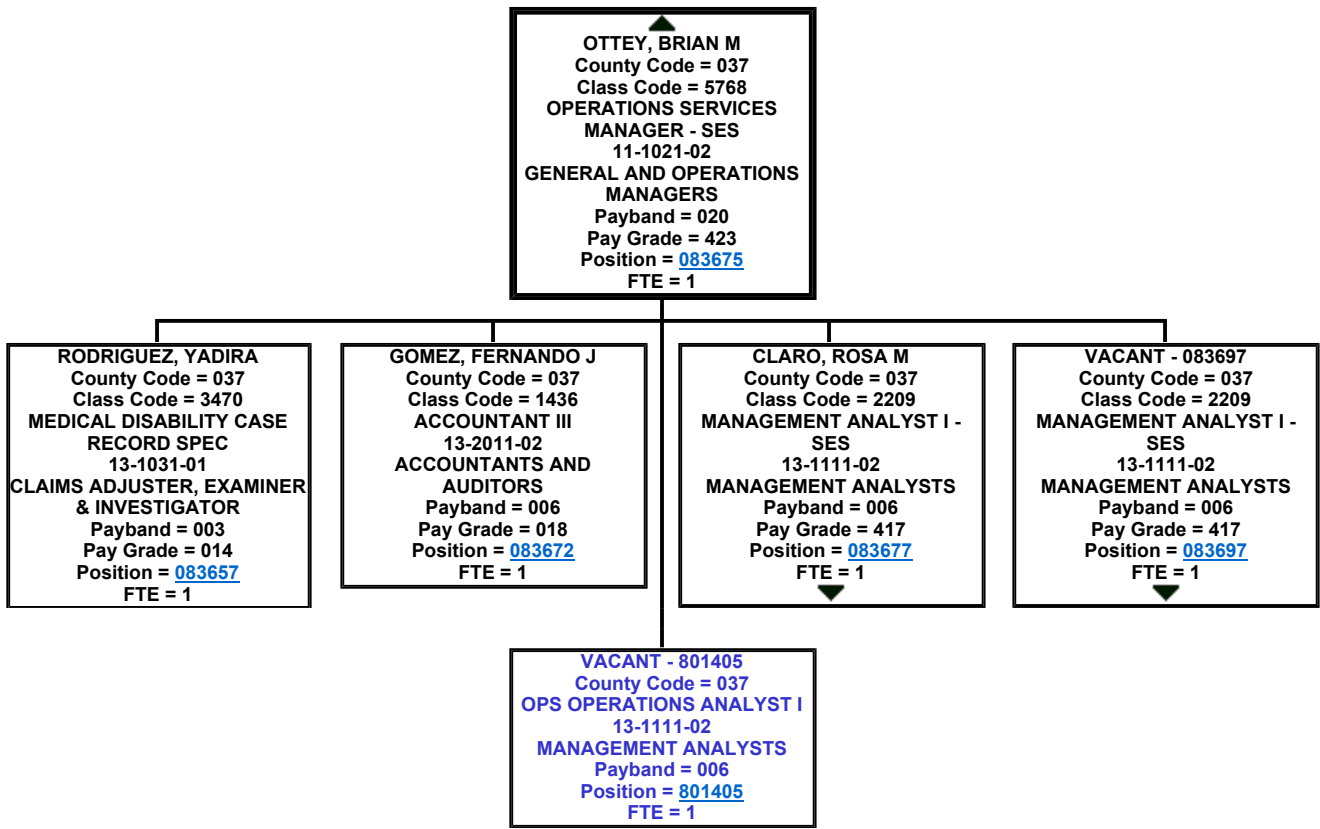 OTTEY, BRIAN M
County Code = 037
Class Code = 5768
OPERATIONS SERVICES
MANAGER - SES
11-1021-02
GENERAL AND OPERATIONS
MANAGERS
Payband = 020
Pay Grade = 423
Position = 083675
FTE = 1
RODRIGUEZ, YADIRA
County Code = 037
Class Code = 3470
MEDICAL DISABILITY CASE
RECORD SPEC
13-1031-01
CLAIMS ADJUSTER, EXAMINER
& INVESTIGATOR
Payband = 003
Pay Grade = 014
Position = 083657
FTE = 1
GOMEZ, FERNANDO J
County Code = 037
Class Code = 1436
ACCOUNTANT III
13-2011-02
ACCOUNTANTS AND
AUDITORS
Payband = 006
Pay Grade = 018
Position = 083672
FTE = 1
CLARO, ROSA M
County Code = 037
Class Code = 2209
MANAGEMENT ANALYST I -
SES
13-1111-02
MANAGEMENT ANALYSTS
Payband = 006
Pay Grade = 417
Position = 083677
FTE = 1
VACANT - 083697
County Code = 037
Class Code = 2209
MANAGEMENT ANALYST I -
SES
13-1111-02
MANAGEMENT ANALYSTS
Payband = 006
Pay Grade = 417
Position = 083697
FTE = 1
VACANT - 801405
County Code = 037
OPS OPERATIONS ANALYST I
13-1111-02
MANAGEMENT ANALYSTS
Payband = 006
Position = 801405
FTE = 1